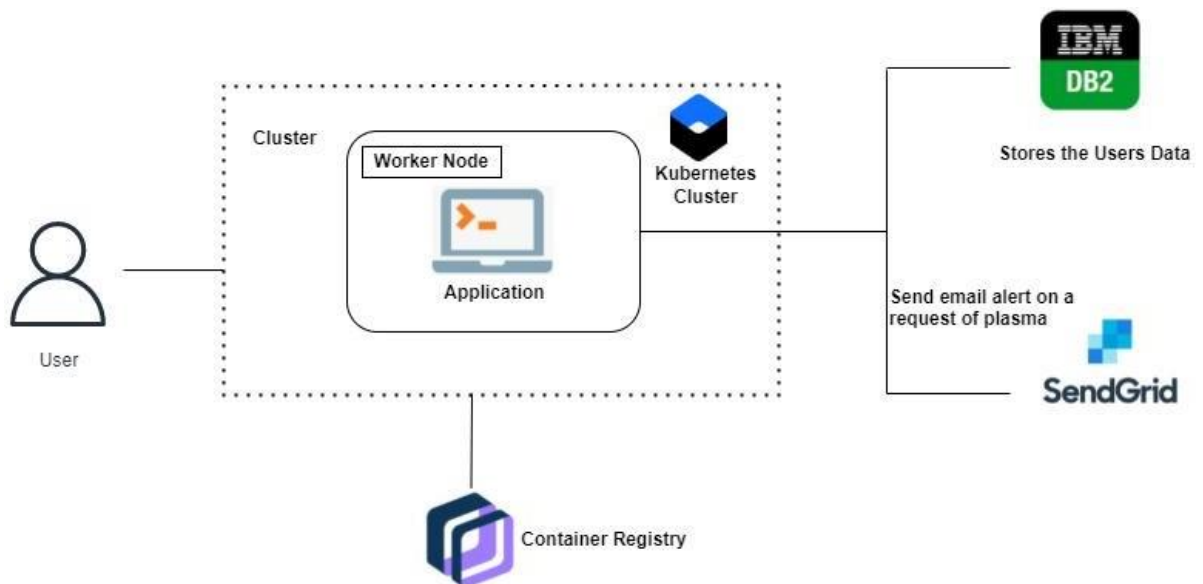 IBM
DB2
Stores the Users Data
Cluster
Worker Node
Kubernetes
Cluster
Application
User
Send email alert on a
request of plasma
SendGrid
Container Registry